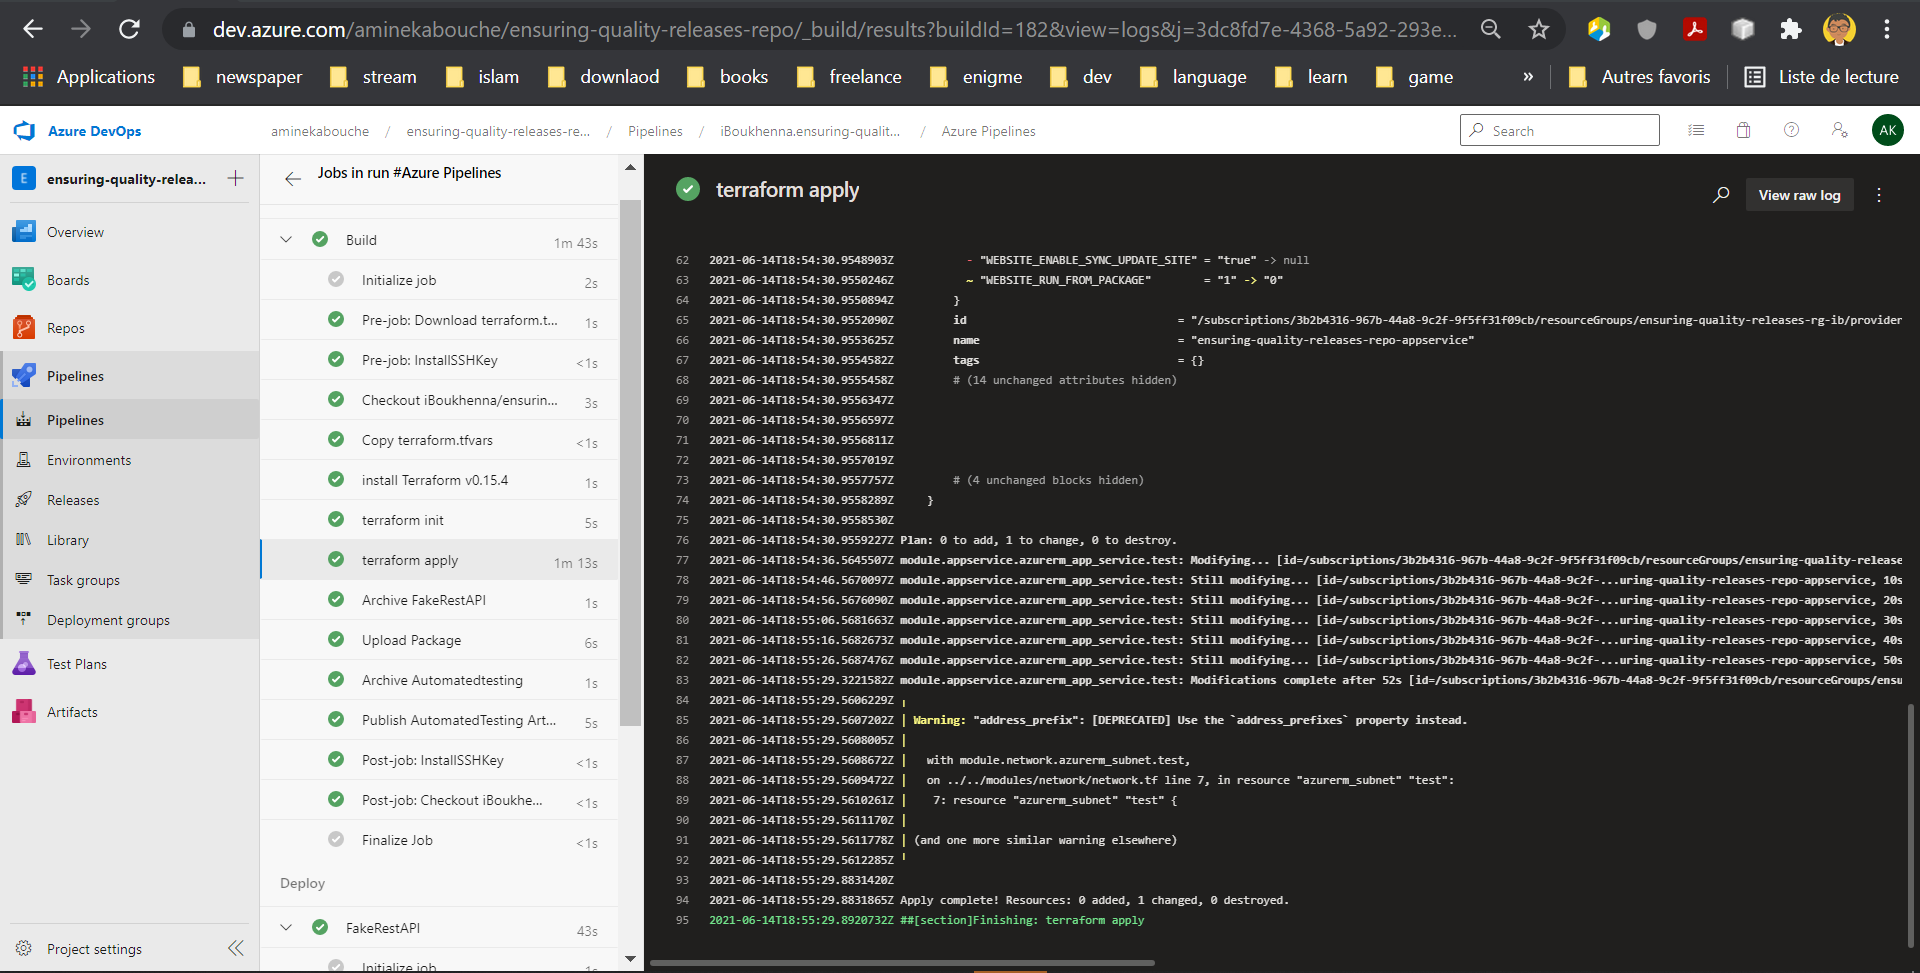 dev.azure.com/aminekabouche/ensuring-quality-releases-repo/_build/results?buildId=182&view=logs&j=3dc8fd7e-4368-5a92-293e...
Applications newspaper stream islam downlaod books freelance enigme dev language learn game » Autres favoris Liste de lecture
Azure DevOps
aminekabouche / ensuring-quality-releases-re... / Pipelines / iBoukhenna.ensuring-qualit... / Azure Pipelines
Search
AK
E ensuring-quality-relea...
Overview
Boards
Repos
Pipelines
Pipelines
Environments
Releases
Library
Task groups
Deployment groups
Test Plans
Artifacts
Project settings
Jobs in run #Azure Pipelines
Build 1m 43s
Initialize job 2s
Pre-job: Download terraform.t... 1s
Pre-job: InstallSSHKey <1s
Checkout iBoukhenna/ensurin... 3s
Copy terraform.tfvars <1s
install Terraform v0.15.4 1s
terraform init 5s
terraform apply 1m 13s
Archive FakeRestAPI 1s
Upload Package 6s
Archive Automatedtesting 1s
Publish AutomatedTesting Art... 5s
Post-job: InstallSSHKey <1s
Post-job: Checkout iBoukhe... <1s
Finalize Job <1s
Deploy
FakeRestAPI 43s
Initialize job 1s
terraform apply
View raw log
62 2021-06-14T18:54:30.9548903Z - "WEBSITE_ENABLE_SYNC_UPDATE_SITE" = "true" -> null
63 2021-06-14T18:54:30.9550246Z ~ "WEBSITE_RUN_FROM_PACKAGE" = "1" -> "0"
64 2021-06-14T18:54:30.9550894Z }
65 2021-06-14T18:54:30.9552090Z id = "/subscriptions/3b2b4316-967b-44a8-9c2f-9f5ff31f09cb/resourceGroups/ensuring-quality-releases-rg-ib/provider
66 2021-06-14T18:54:30.9553625Z name = "ensuring-quality-releases-repo-appservice"
67 2021-06-14T18:54:30.9554582Z tags = {}
68 2021-06-14T18:54:30.9555458Z # (14 unchanged attributes hidden)
69 2021-06-14T18:54:30.9556347Z
70 2021-06-14T18:54:30.9556597Z
71 2021-06-14T18:54:30.9556811Z
72 2021-06-14T18:54:30.9557019Z
73 2021-06-14T18:54:30.9557757Z # (4 unchanged blocks hidden)
74 2021-06-14T18:54:30.9558289Z }
75 2021-06-14T18:54:30.9558530Z
76 2021-06-14T18:54:30.9559227Z Plan: 0 to add, 1 to change, 0 to destroy.
77 2021-06-14T18:54:36.5645507Z module.appservice.azurerm_app_service.test: Modifying... [id=/subscriptions/3b2b4316-967b-44a8-9c2f-9f5ff31f09cb/resourceGroups/ensuring-quality-release
78 2021-06-14T18:54:46.5670097Z module.appservice.azurerm_app_service.test: Still modifying... [id=/subscriptions/3b2b4316-967b-44a8-9c2f-...uring-quality-releases-repo-appservice, 10s
79 2021-06-14T18:54:56.5676090Z module.appservice.azurerm_app_service.test: Still modifying... [id=/subscriptions/3b2b4316-967b-44a8-9c2f-...uring-quality-releases-repo-appservice, 20s
80 2021-06-14T18:55:06.5681663Z module.appservice.azurerm_app_service.test: Still modifying... [id=/subscriptions/3b2b4316-967b-44a8-9c2f-...uring-quality-releases-repo-appservice, 30s
81 2021-06-14T18:55:16.5682673Z module.appservice.azurerm_app_service.test: Still modifying... [id=/subscriptions/3b2b4316-967b-44a8-9c2f-...uring-quality-releases-repo-appservice, 40s
82 2021-06-14T18:55:26.5687476Z module.appservice.azurerm_app_service.test: Still modifying... [id=/subscriptions/3b2b4316-967b-44a8-9c2f-...uring-quality-releases-repo-appservice, 50s
83 2021-06-14T18:55:29.3221582Z module.appservice.azurerm_app_service.test: Modifications complete after 52s [id=/subscriptions/3b2b4316-967b-44a8-9c2f-9f5ff31f09cb/resourceGroups/ensu
84 2021-06-14T18:55:29.5606229Z ╷
85 2021-06-14T18:55:29.5607202Z │ Warning: "address_prefix": [DEPRECATED] Use the `address_prefixes` property instead.
86 2021-06-14T18:55:29.5608005Z │
87 2021-06-14T18:55:29.5608672Z │ with module.network.azurerm_subnet.test,
88 2021-06-14T18:55:29.5609472Z │ on ../../modules/network/network.tf line 7, in resource "azurerm_subnet" "test":
89 2021-06-14T18:55:29.5610261Z │ 7: resource "azurerm_subnet" "test" {
90 2021-06-14T18:55:29.5611170Z │
91 2021-06-14T18:55:29.5611778Z │ (and one more similar warning elsewhere)
92 2021-06-14T18:55:29.5612285Z ╵
93 2021-06-14T18:55:29.8831420Z
94 2021-06-14T18:55:29.8831865Z Apply complete! Resources: 0 added, 1 changed, 0 destroyed.
95 2021-06-14T18:55:29.8920732Z ##[section]Finishing: terraform apply